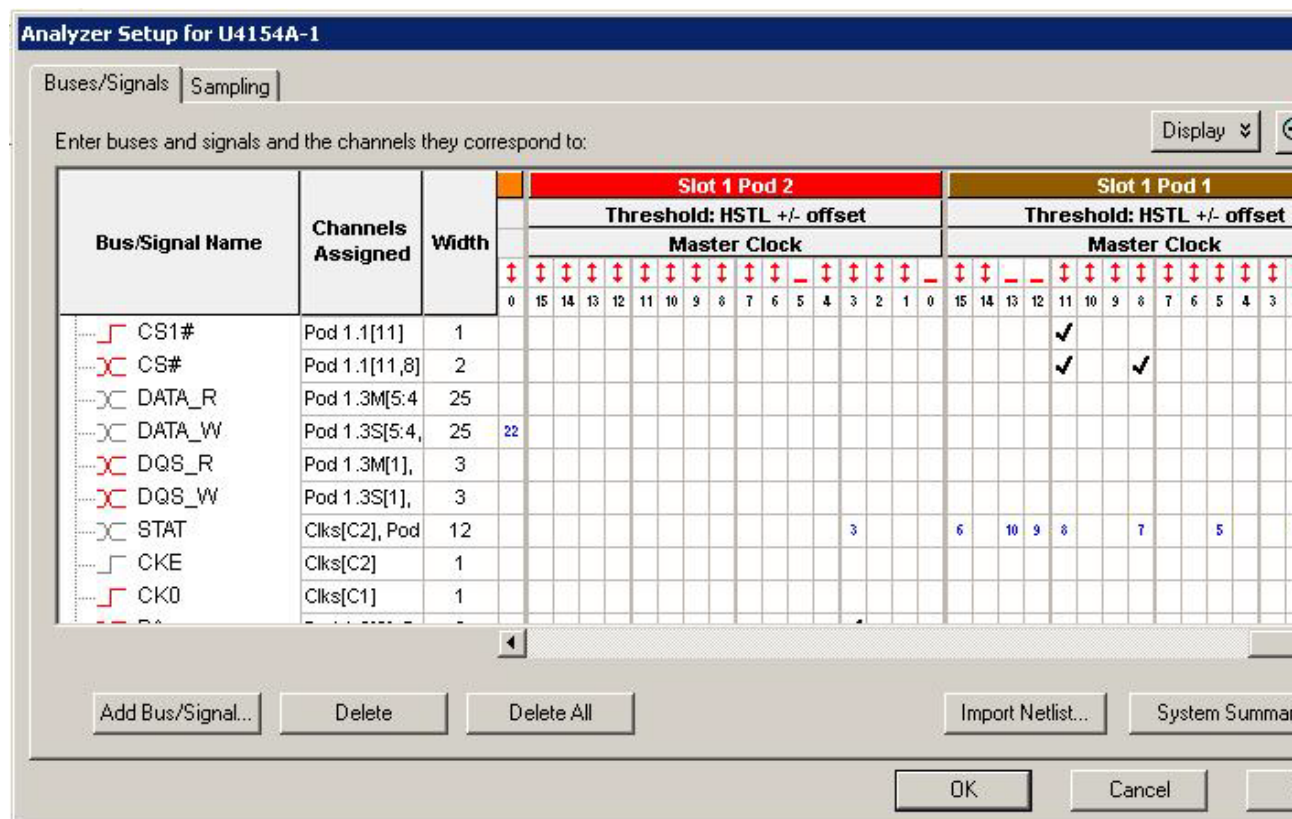 Analyzer Setup for U4154A-1
Buses/Signals Sampling
Enter buses and signals and the channels they correspond to:
Display
Slot 1 Pod 2 Slot 1 Pod 1
Threshold: HSTL +/- offset Threshold: HSTL +/- offset
Bus/Signal Name Channels Assigned Width Master Clock Master Clock
0 15 14 13 12 11 10 9 8 7 6 5 4 3 2 1 0 15 14 13 12 11 10 9 8 7 6 5 4 3
CS1# Pod 1.1[11] 1
CS# Pod 1.1[11,8] 2
DATA_R Pod 1.3M[5:4 25
DATA_W Pod 1.3S[5:4, 25 22
DQS_R Pod 1.3M[1], 3
DQS_W Pod 1.3S[1], 3
STAT Clks[C2], Pod 12 3 6 10 9 8 7 5
CKE Clks[C2] 1
CK0 Clks[C1] 1
Add Bus/Signal... Delete Delete All Import Netlist... System Summar
OK Cancel